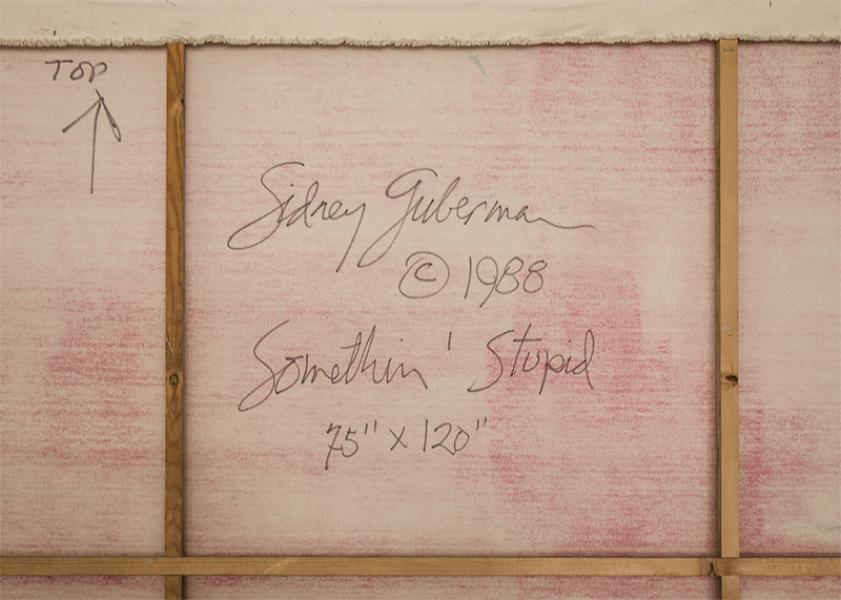 TOP
Sidney Guberman
© 1988
Somethin' Stupid
75" x 120"